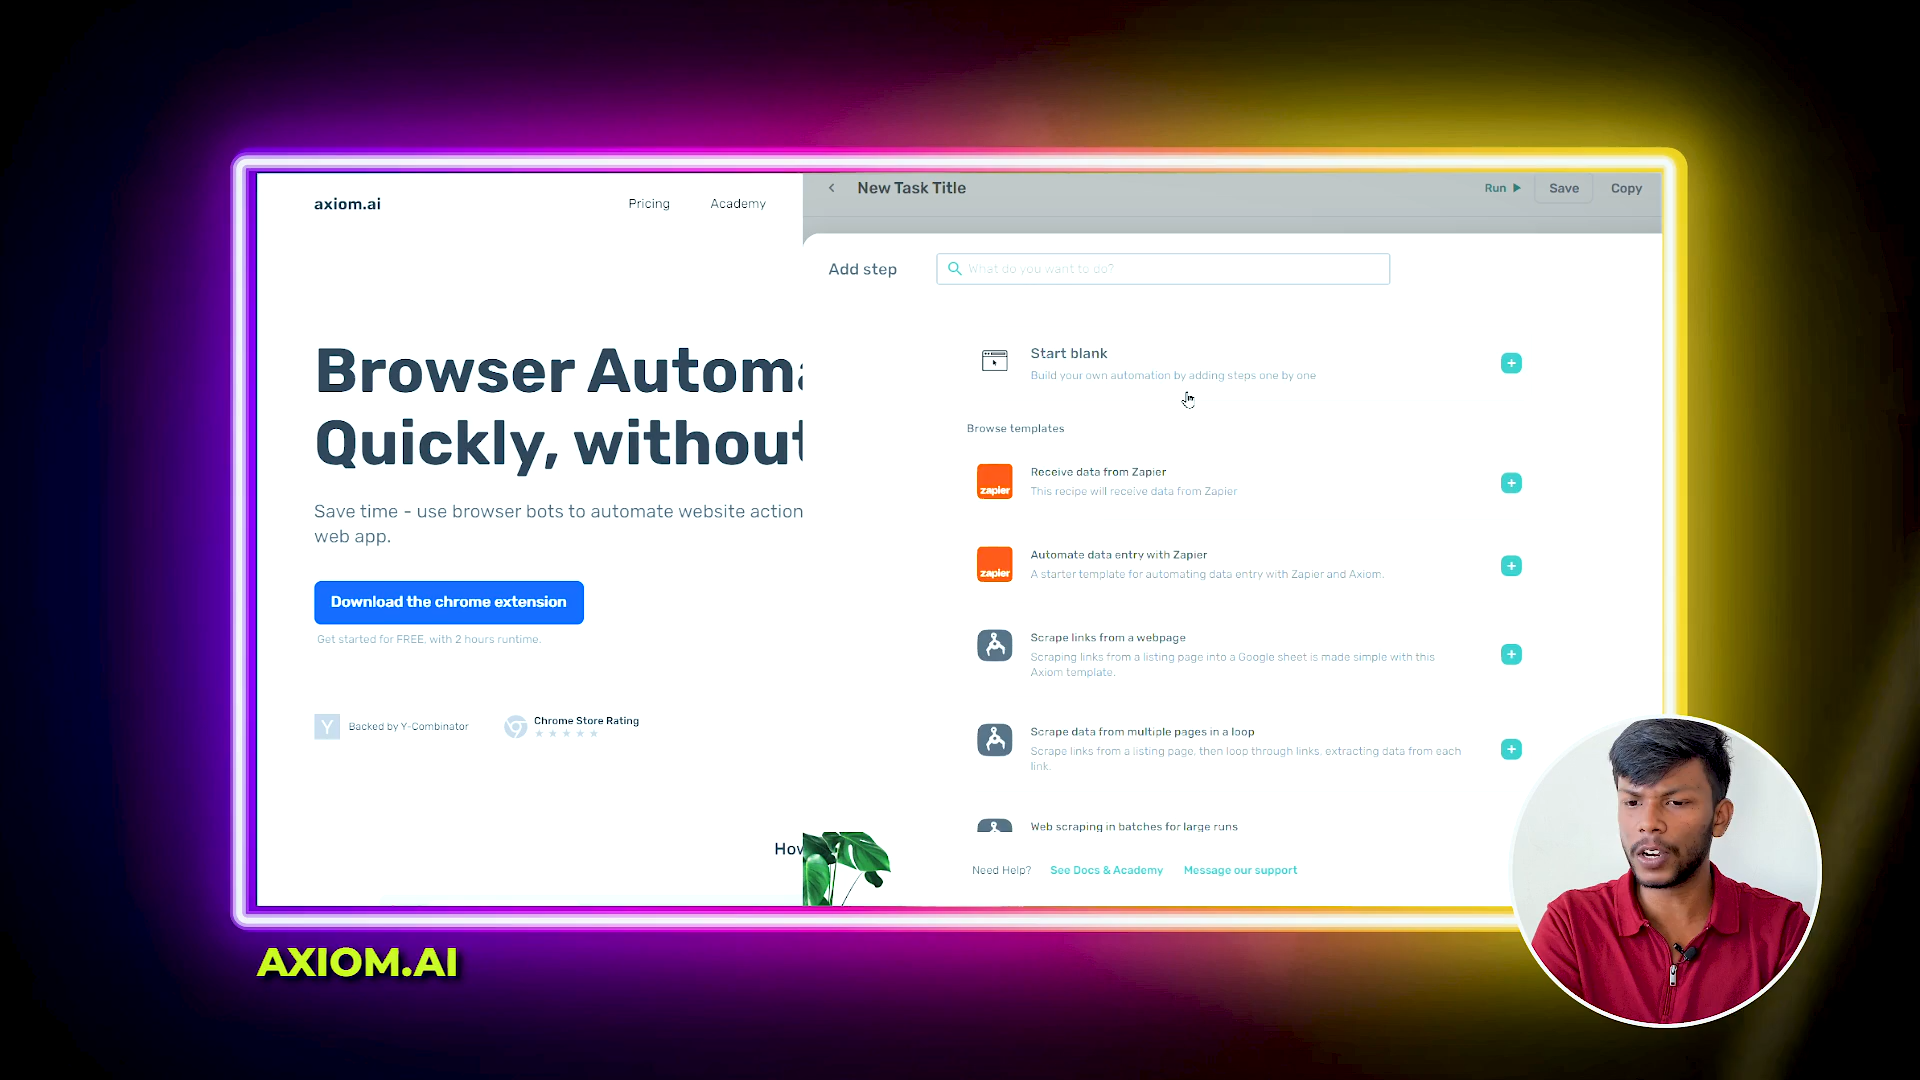 axiom.ai
Pricing
Academy
Browser Automa
Quickly, without
Save time - use browser bots to automate website action
web app.
Download the chrome extension
Get started for FREE, with 2 hours runtime.
Y
Backed by Y-Combinator
Chrome Store Rating
How
New Task Title
Run
Save
Copy
Add step
What do you want to do?
Start blank
Build your own automation by adding steps one by one
Browse templates
zapier
Receive data from Zapier
This recipe will receive data from Zapier
zapier
Automate data entry with Zapier
A starter template for automating data entry with Zapier and Axiom.
Scrape links from a webpage
Scraping links from a listing page into a Google sheet is made simple with this
Axiom template.
Scrape data from multiple pages in a loop
Scrape links from a listing page, then loop through links, extracting data from each
link.
Web scraping in batches for large runs
Need Help?
See Docs & Academy
Message our support
AXIOM.AI